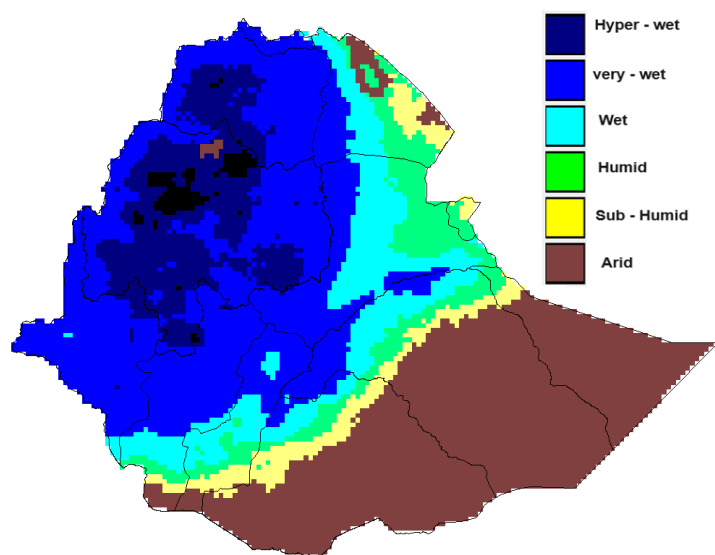 Hyper - wet
very - wet
Wet
Humid
Sub - Humid
Arid